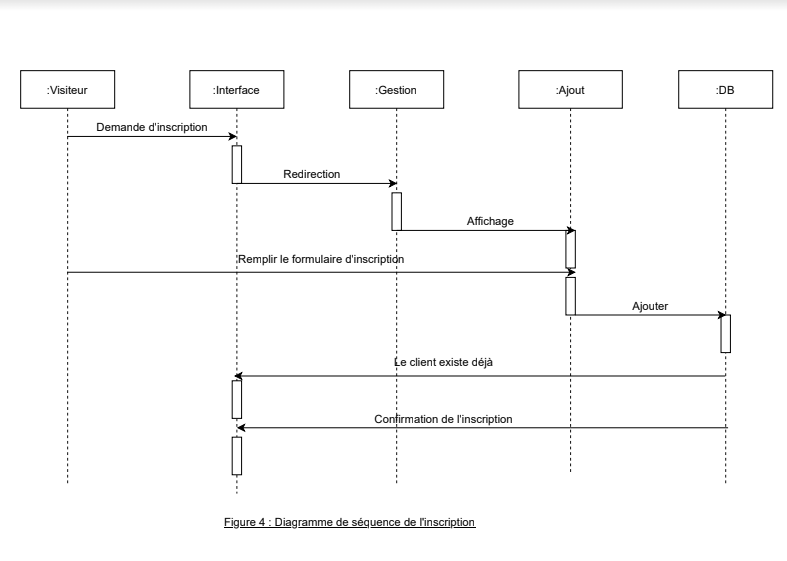 :Visiteur
:Interface
:Gestion
:Ajout
:DB
Demande d'inscription
Redirection
Affichage
Remplir le formulaire d'inscription
Ajouter
Le client existe déjà
Confirmation de l'inscription
Figure 4 : Diagramme de séquence de l'inscription